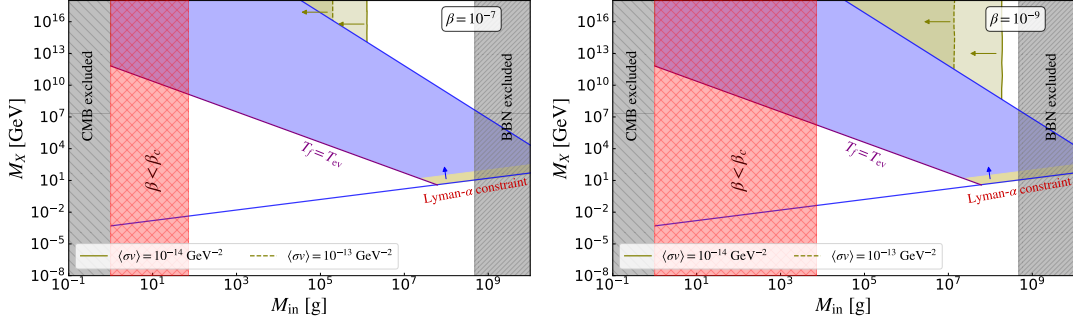 β = 10⁻⁷
10¹⁶
10¹³
10¹⁰
10⁷
10⁴
10¹
10⁻²
10⁻⁵
10⁻⁸
M_X [GeV]
CMB excluded
β < β_c
T_f = T_ev
BBN excluded
Lyman-α constraint
⟨σv⟩ = 10⁻¹⁴ GeV⁻²
⟨σv⟩ = 10⁻¹³ GeV⁻²
10⁻¹
10¹
10³
10⁵
10⁷
10⁹
M_in [g]
β = 10⁻⁹
10¹⁶
10¹³
10¹⁰
10⁷
10⁴
10¹
10⁻²
10⁻⁵
10⁻⁸
M_X [GeV]
CMB excluded
β < β_c
T_f = T_ev
BBN excluded
Lyman-α constraint
⟨σv⟩ = 10⁻¹⁴ GeV⁻²
⟨σv⟩ = 10⁻¹³ GeV⁻²
10⁻¹
10¹
10³
10⁵
10⁷
10⁹
M_in [g]